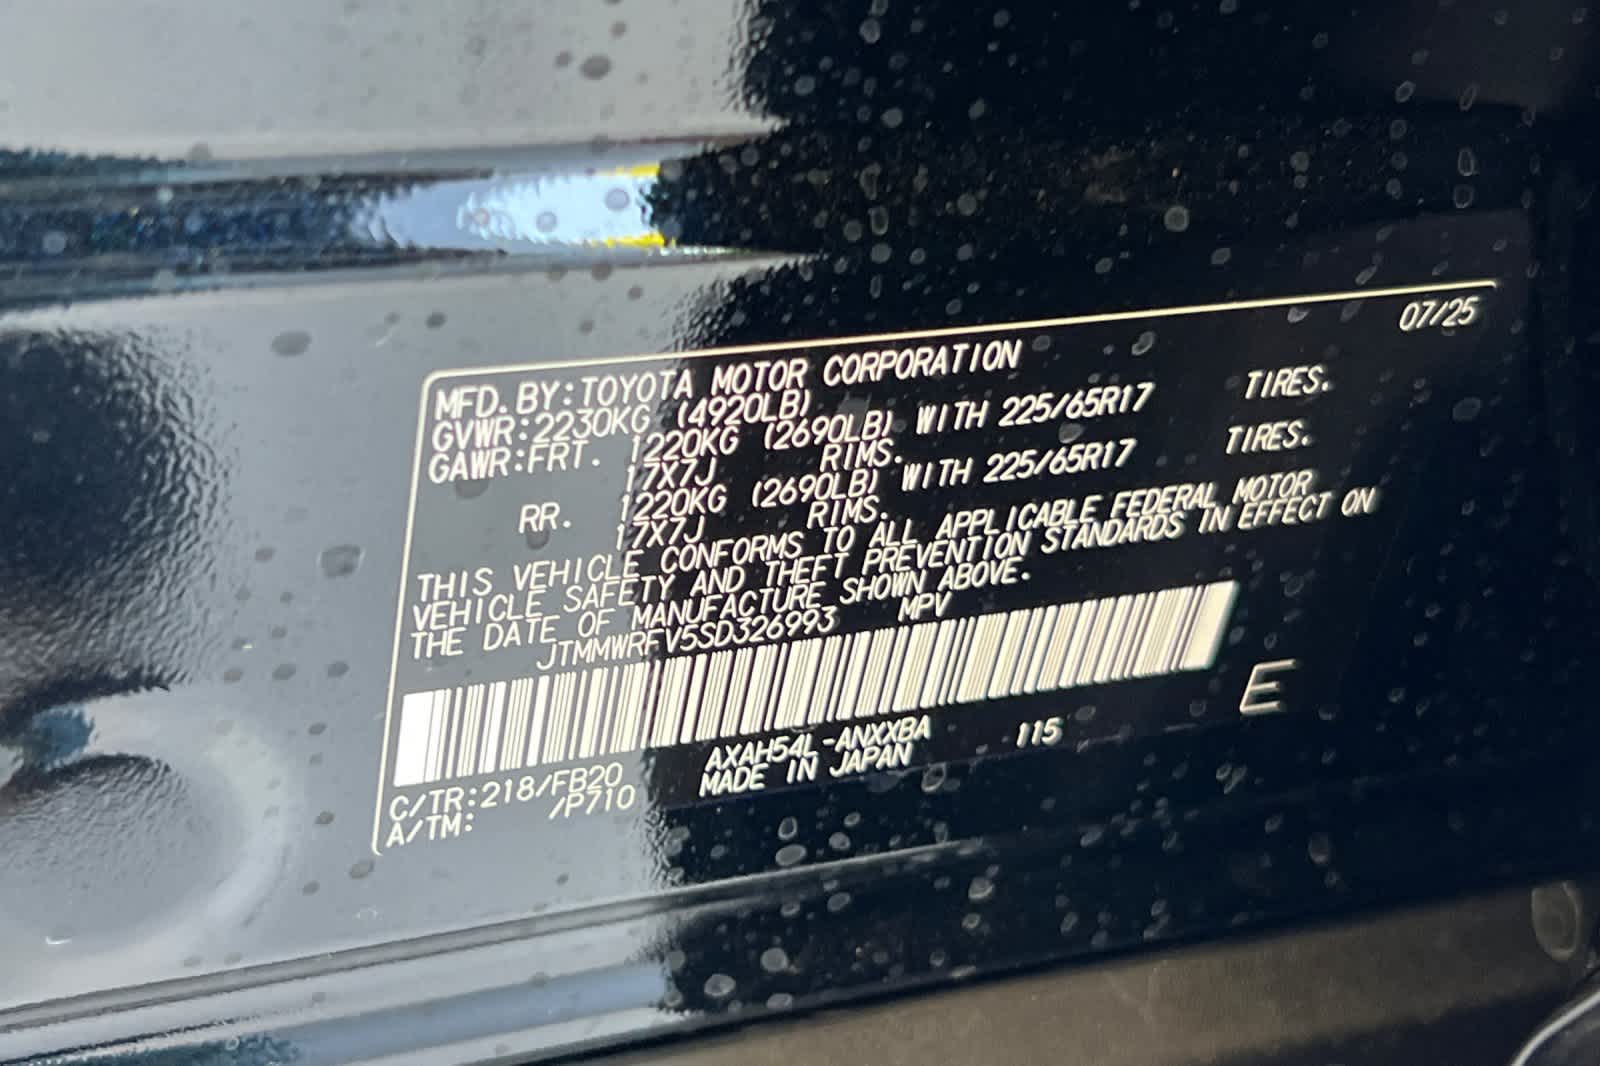 07/25
MFD. BY: TOYOTA MOTOR CORPORATION
GVWR: 2230KG (4920LB)
GAWR: FRT. 1220KG (2690LB) WITH 225/65R17 TIRES.
17X7J RIMS.
RR. 1220KG (2690LB) WITH 225/65R17 TIRES.
17X7J RIMS.
THIS VEHICLE CONFORMS TO ALL APPLICABLE FEDERAL MOTOR
VEHICLE SAFETY AND THEFT PREVENTION STANDARDS IN EFFECT ON
THE DATE OF MANUFACTURE SHOWN ABOVE.
JTMMWRFV5SD326993 MPV
E
AXAH54L-ANXXBA 115
C/TR: 218/FB20 MADE IN JAPAN
A/TM: /P710